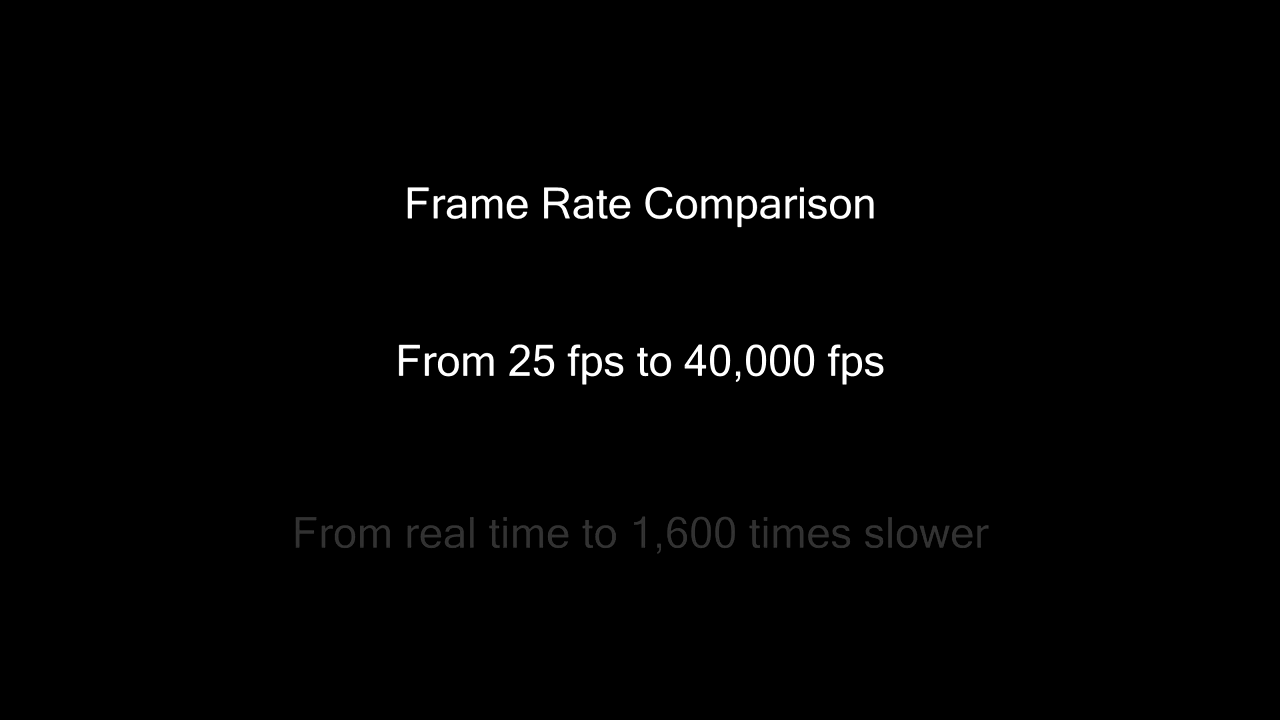 Frame Rate Comparison
From 25 fps to 40,000 fps
From real time to 1,600 times slower